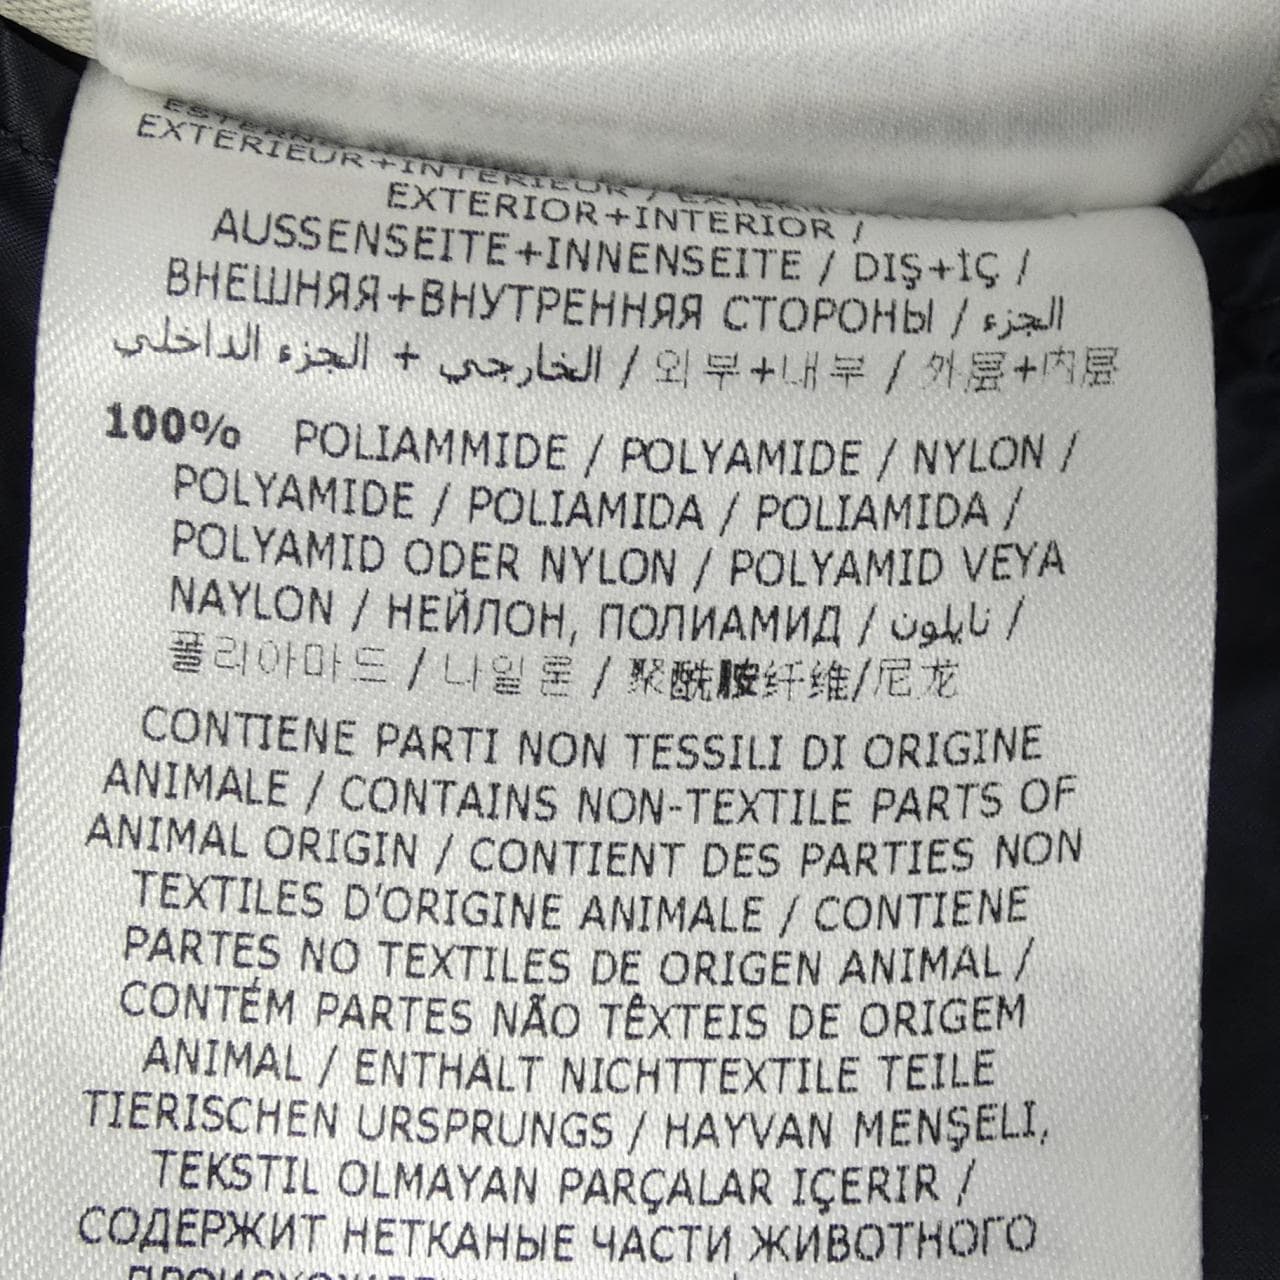 EXTERIEUR+INTERIEUR /
EXTERIOR+INTERIOR /
AUSSENSEITE+INNENSEITE / DIŞ+İÇ /
ВНЕШНЯЯ+ВНУТРЕННЯЯ СТОРОНЫ / الجزء
الخارجي + الجزء الداخلي / 외부+내부 / 外层+内层
100% POLIAMMIDE / POLYAMIDE / NYLON /
POLYAMIDE / POLIAMIDA / POLIAMIDA /
POLYAMID ODER NYLON / POLYAMID VEYA
NAYLON / НЕЙЛОН, ПОЛИАМИД / نايلون /
폴리아마드 / 나일론 / 聚酰胺纤维/尼龙
CONTIENE PARTI NON TESSILI DI ORIGINE
ANIMALE / CONTAINS NON-TEXTILE PARTS OF
ANIMAL ORIGIN / CONTIENT DES PARTIES NON
TEXTILES D'ORIGINE ANIMALE / CONTIENE
PARTES NO TEXTILES DE ORIGEN ANIMAL /
CONTÉM PARTES NÃO TÊXTEIS DE ORIGEM
ANIMAL / ENTHÄLT NICHTTEXTILE TEILE
TIERISCHEN URSPRUNGS / HAYVAN MENŞELI,
TEKSTIL OLMAYAN PARÇALAR IÇERIR /
СОДЕРЖИТ НЕТКАНЫЕ ЧАСТИ ЖИВОТНОГО